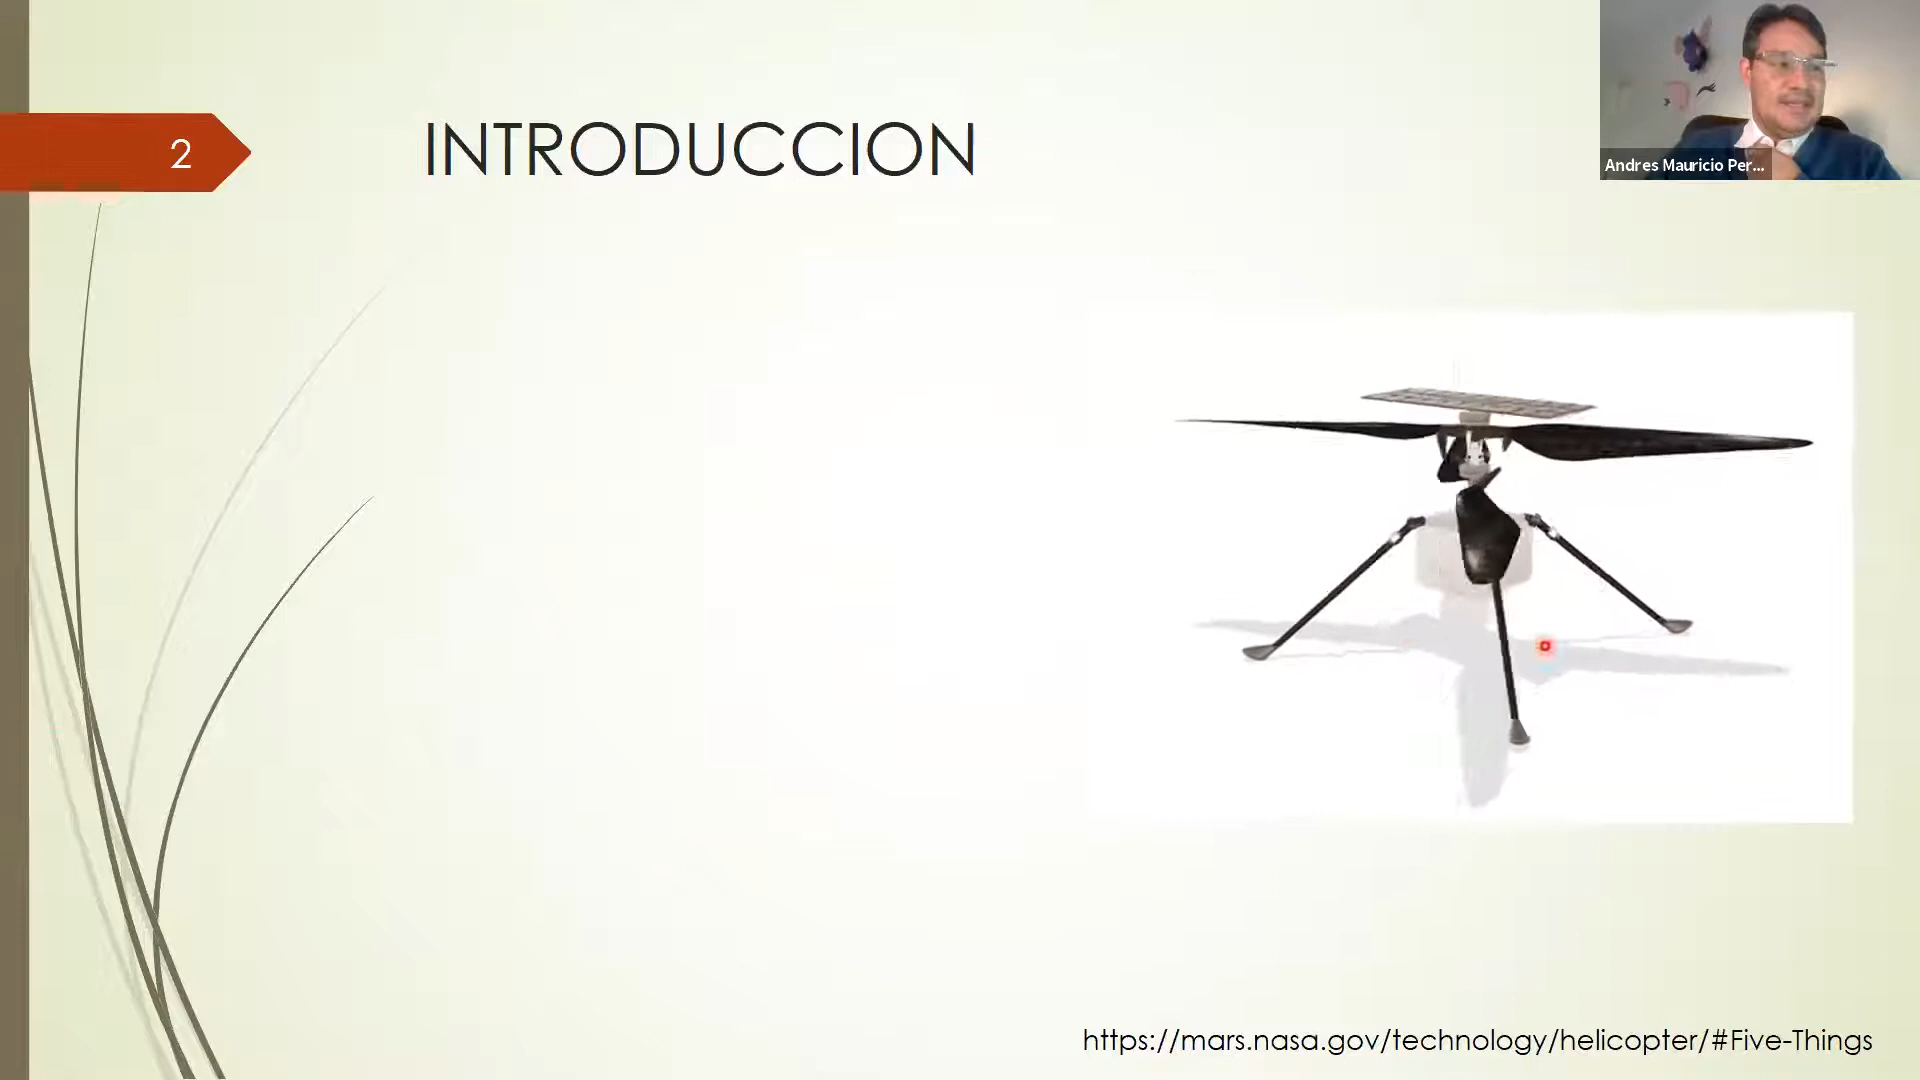 2
INTRODUCCION
Andres Mauricio Per...
https://mars.nasa.gov/technology/helicopter/#Five-Things